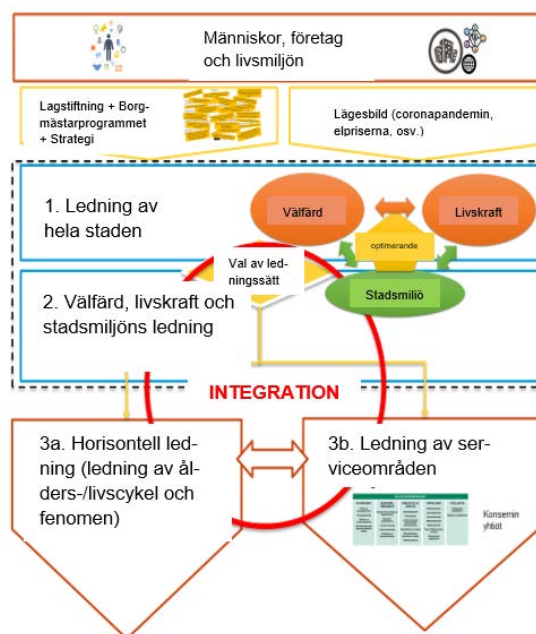 Människor, företag
och livsmiljön
Lagstiftning + Borg-
mästarprogrammet
+ Strategi
Lägesbild (coronapandemin,
elpriserna, osv.)
1. Ledning av
hela staden
Välfärd
Livskraft
optimerande
Stadsmiliö
Val av led-
ningssätt
2. Välfärd, livskraft och
stadsmiljöns ledning
INTEGRATION
3a. Horisontell led-
ning (ledning av ål-
ders-/livscykel och
fenomen)
3b. Ledning av ser-
viceområden
Konsernin
yhtiöt